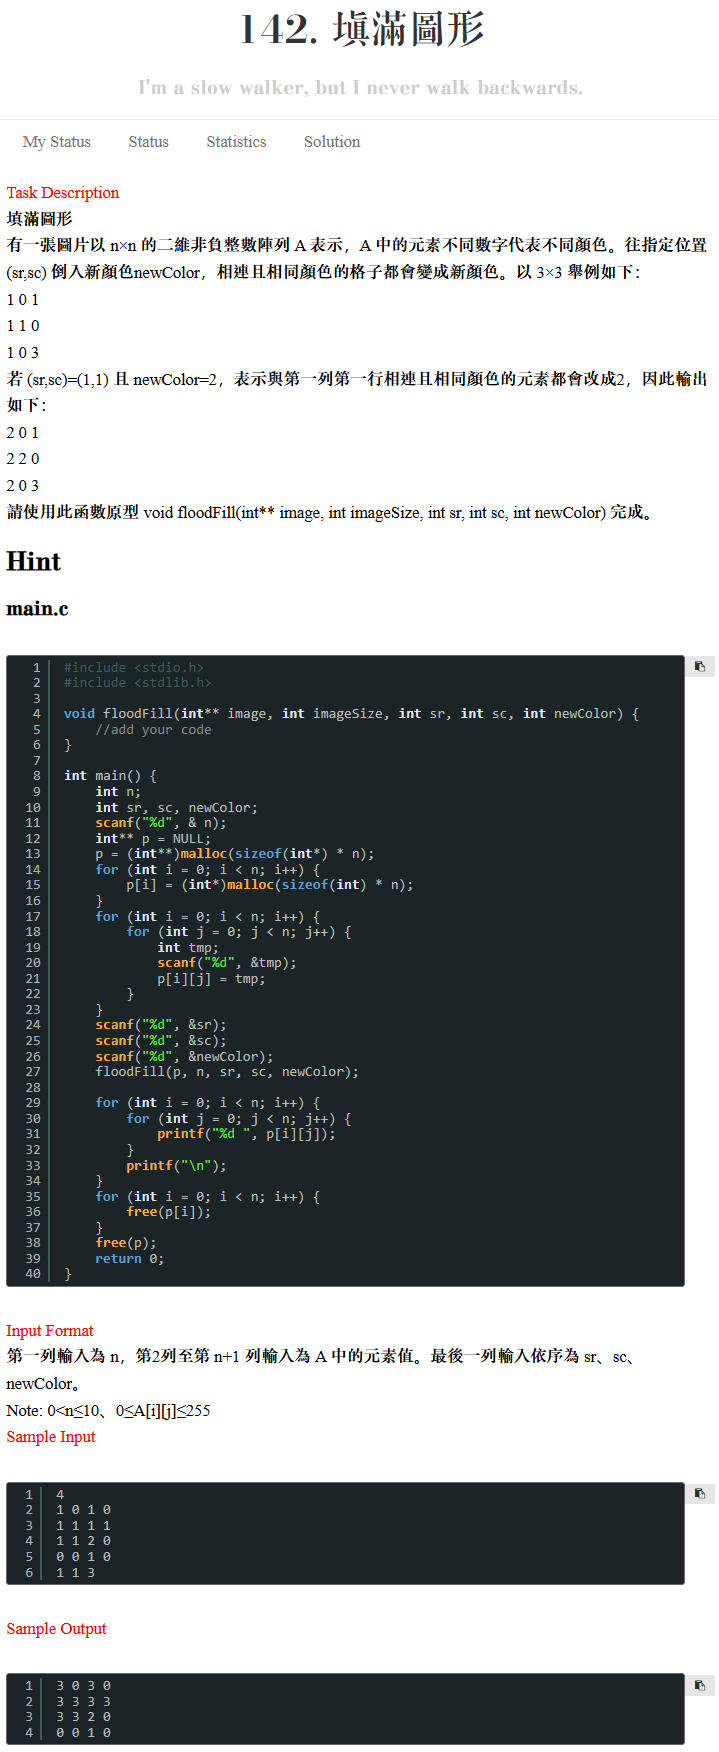 142. 填滿圖形
I'm a slow walker, but I never walk backwards.
My Status Status Statistics Solution
Task Description
填滿圖形
有一張圖片以 n×n 的二維非負整數陣列 A 表示，A 中的元素不同數字代表不同顏色。往指定位置
(sr,sc) 倒入新顏色newColor，相連且相同顏色的格子都會變成新顏色。以 3×3 舉例如下：
1 0 1
1 1 0
1 0 3
若 (sr,sc)=(1,1) 且 newColor=2，表示與第一列第一行相連且相同顏色的元素都會改成2，因此輸出
如下：
2 0 1
2 2 0
2 0 3
請使用此函數原型 void floodFill(int** image, int imageSize, int sr, int sc, int newColor) 完成。
Hint
main.c
1 #include <stdio.h>
2 #include <stdlib.h>
3
4 void floodFill(int** image, int imageSize, int sr, int sc, int newColor) {
5     //add your code
6 }
7
8 int main() {
9     int n;
10     int sr, sc, newColor;
11     scanf("%d", & n);
12     int** p = NULL;
13     p = (int**)malloc(sizeof(int*) * n);
14     for (int i = 0; i < n; i++) {
15         p[i] = (int*)malloc(sizeof(int) * n);
16     }
17     for (int i = 0; i < n; i++) {
18         for (int j = 0; j < n; j++) {
19             int tmp;
20             scanf("%d", &tmp);
21             p[i][j] = tmp;
22         }
23     }
24     scanf("%d", &sr);
25     scanf("%d", &sc);
26     scanf("%d", &newColor);
27     floodFill(p, n, sr, sc, newColor);
28
29     for (int i = 0; i < n; i++) {
30         for (int j = 0; j < n; j++) {
31             printf("%d ", p[i][j]);
32         }
33         printf("\n");
34     }
35     for (int i = 0; i < n; i++) {
36         free(p[i]);
37     }
38     free(p);
39     return 0;
40 }
Input Format
第一列輸入為 n，第2列至第 n+1 列輸入為 A 中的元素值。最後一列輸入依序為 sr、sc、
newColor。
Note: 0<n≤10、0≤A[i][j]≤255
Sample Input
1 4
2 1 0 1 0
3 1 1 1 1
4 1 1 2 0
5 0 0 1 0
6 1 1 3
Sample Output
1 3 0 3 0
2 3 3 3 3
3 3 3 2 0
4 0 0 1 0